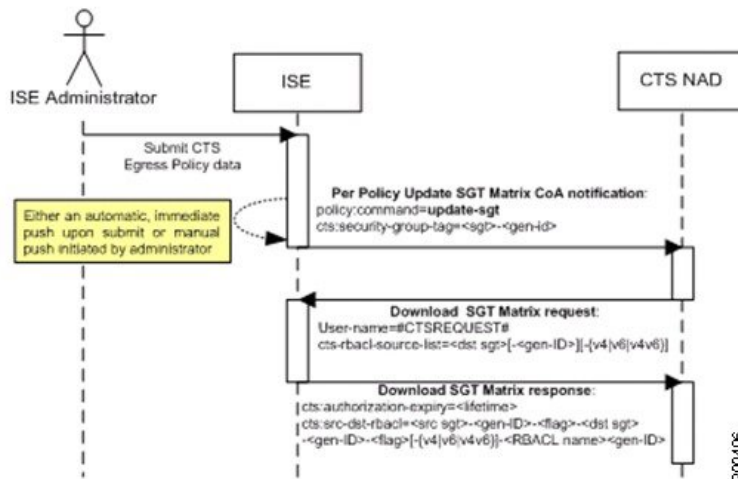 ISE Administrator
ISE
CTS NAD
Submit CTS
Egress Policy data
Either an automatic, immediate
push upon submit or manual
push initiated by administrator
Per Policy Update SGT Matrix CoA notification:
policy:command=update-sgt
cts:security-group-tag=<sgt>-<gen-id>
Download SGT Matrix request:
User-name=#CTSREQUEST#
cts-rbacl-source-list=<dst sgt>[-<gen-ID>][-{v4|v6|v4v6}]
Download SGT Matrix response:
cts:authorization-expiry=<lifetime>
cts:src-dst-rbacl=<src sgt>-<gen-ID>-<flag>-<dst sgt>
-<gen-ID>-<flag>[-{v4|v6|v4v6}]-<RBACL name><gen-ID>